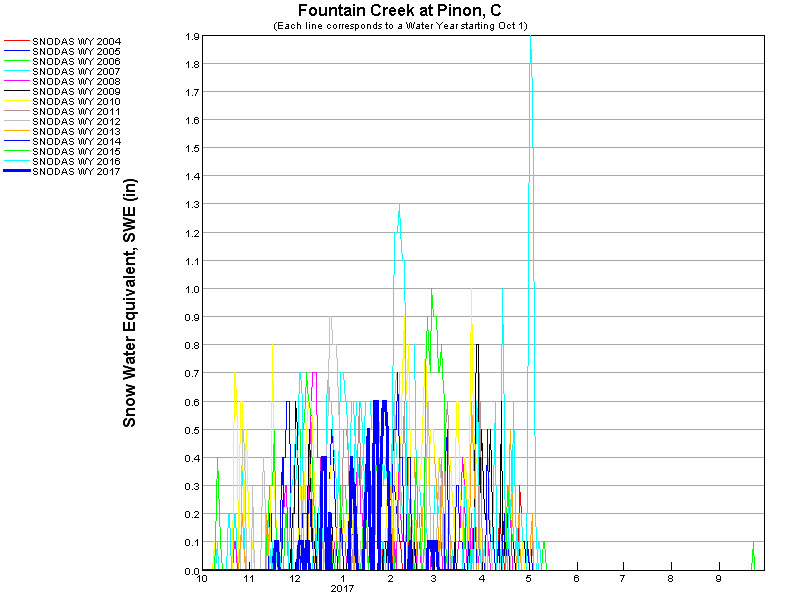 Fountain Creek at Pinon, C
(Each line corresponds to a Water Year starting Oct 1)
SNODAS WY 2004
SNODAS WY 2005
SNODAS WY 2006
SNODAS WY 2007
SNODAS WY 2008
SNODAS WY 2009
SNODAS WY 2010
SNODAS WY 2011
SNODAS WY 2012
SNODAS WY 2013
SNODAS WY 2014
SNODAS WY 2015
SNODAS WY 2016
SNODAS WY 2017
Snow Water Equivalent, SWE (in)
1.9
1.8
1.7
1.6
1.5
1.4
1.3
1.2
1.1
1.0
0.9
0.8
0.7
0.6
0.5
0.4
0.3
0.2
0.1
0.0
10 11 12 1 2 3 4 5 6 7 8 9
2017